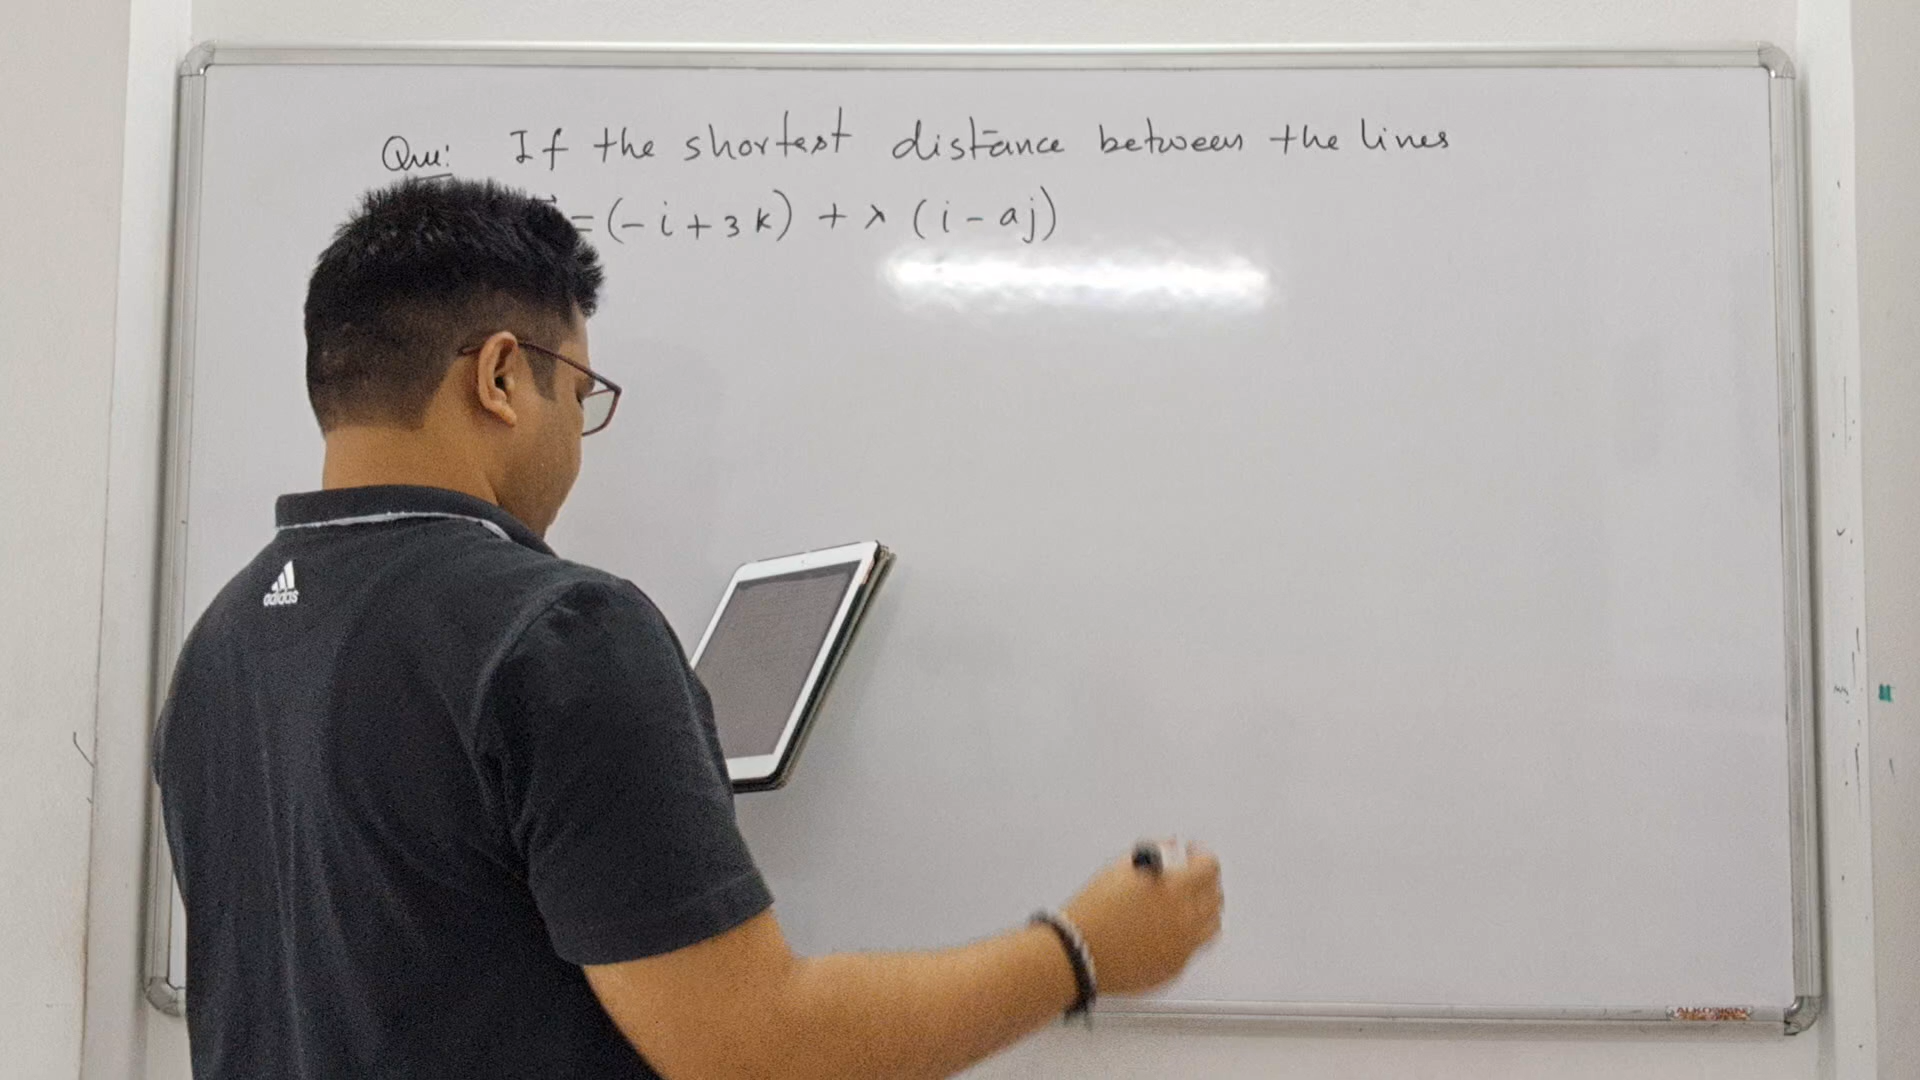 Que: If the shortest distance between the lines
= (-i + 3k) + λ (i - aj)
adidas